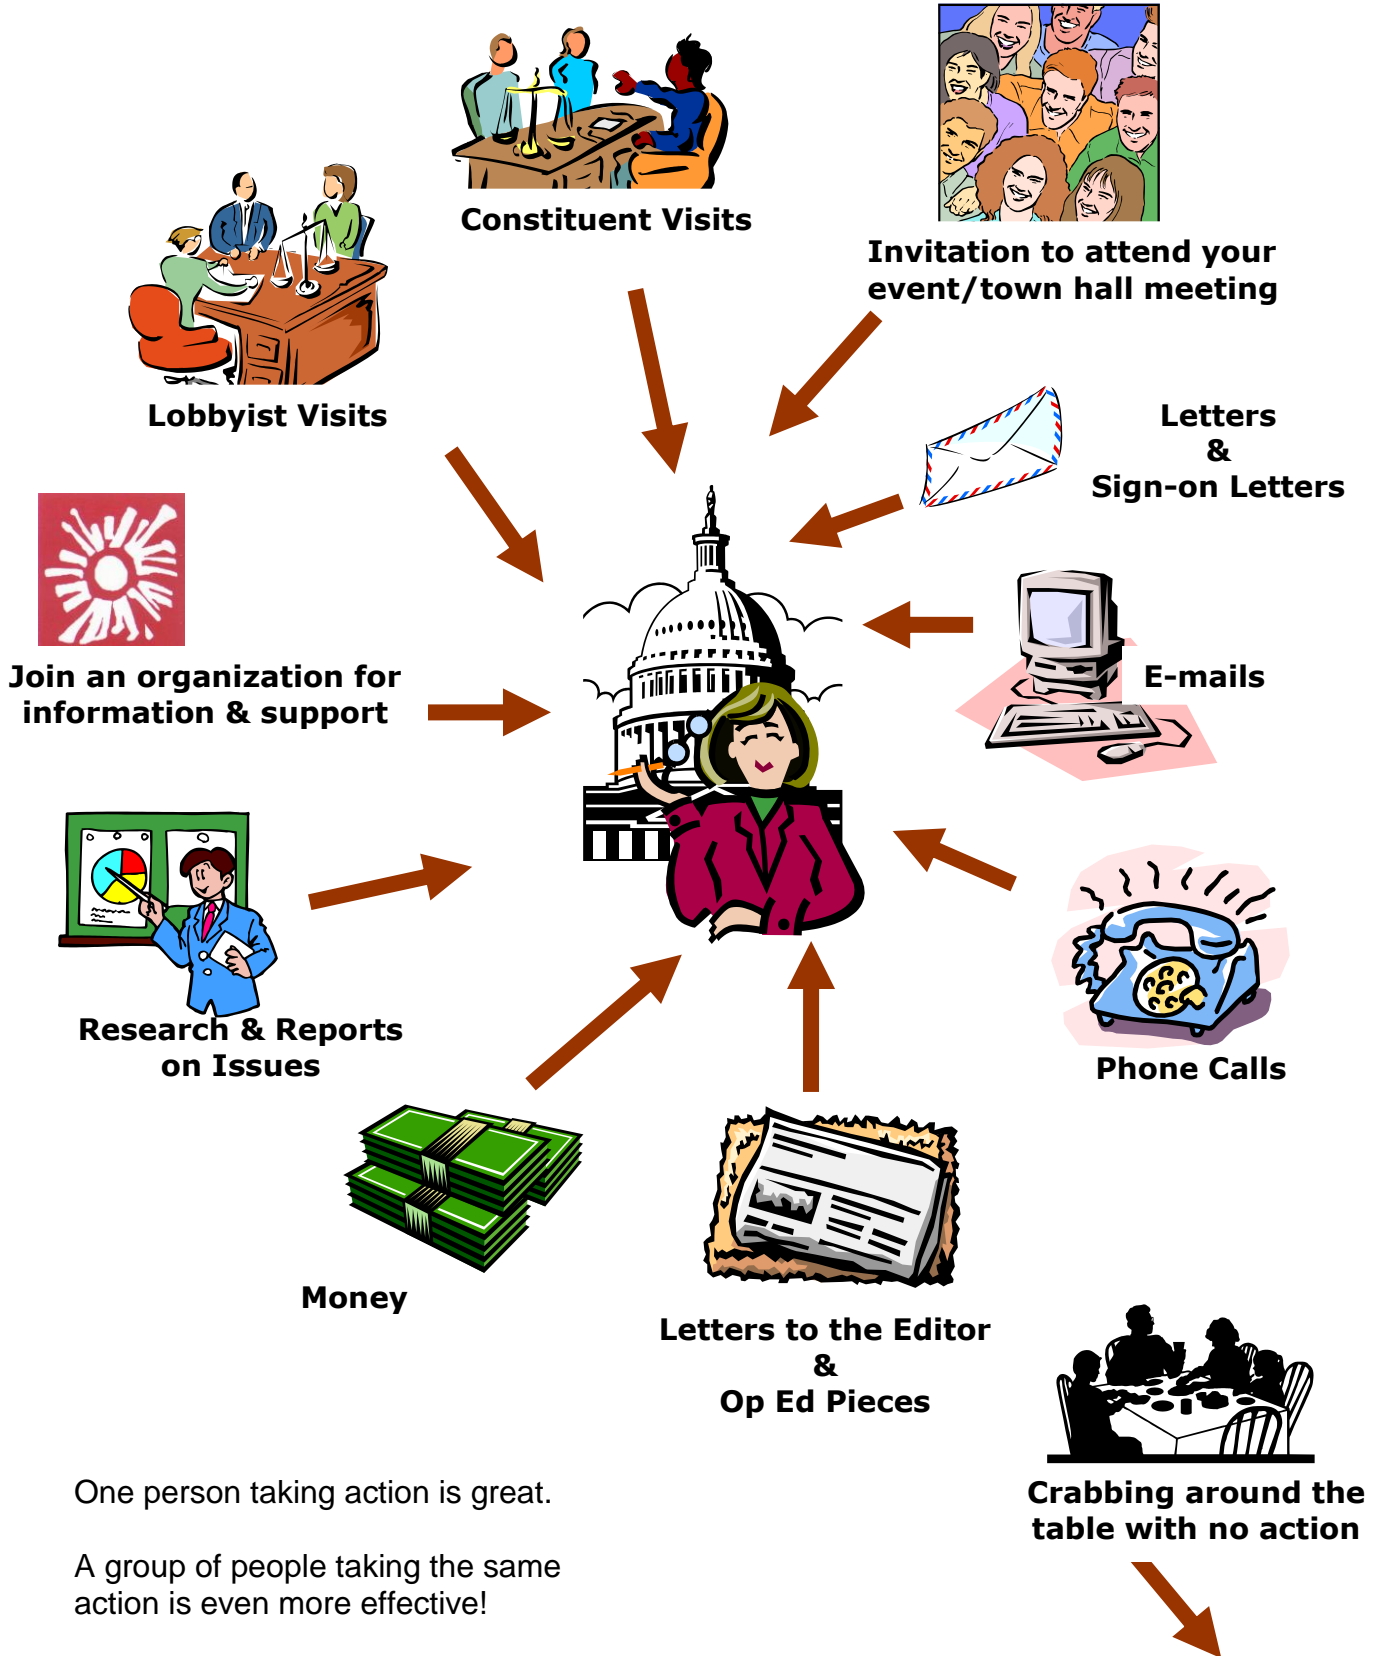 Constituent Visits
Invitation to attend your
event/town hall meeting
Lobbyist Visits
Letters
&
Sign-on Letters
Join an organization for
information & support
E-mails
Research & Reports
on Issues
Phone Calls
Money
Letters to the Editor
&
Op Ed Pieces
Crabbing around the
table with no action
One person taking action is great.
A group of people taking the same
action is even more effective!